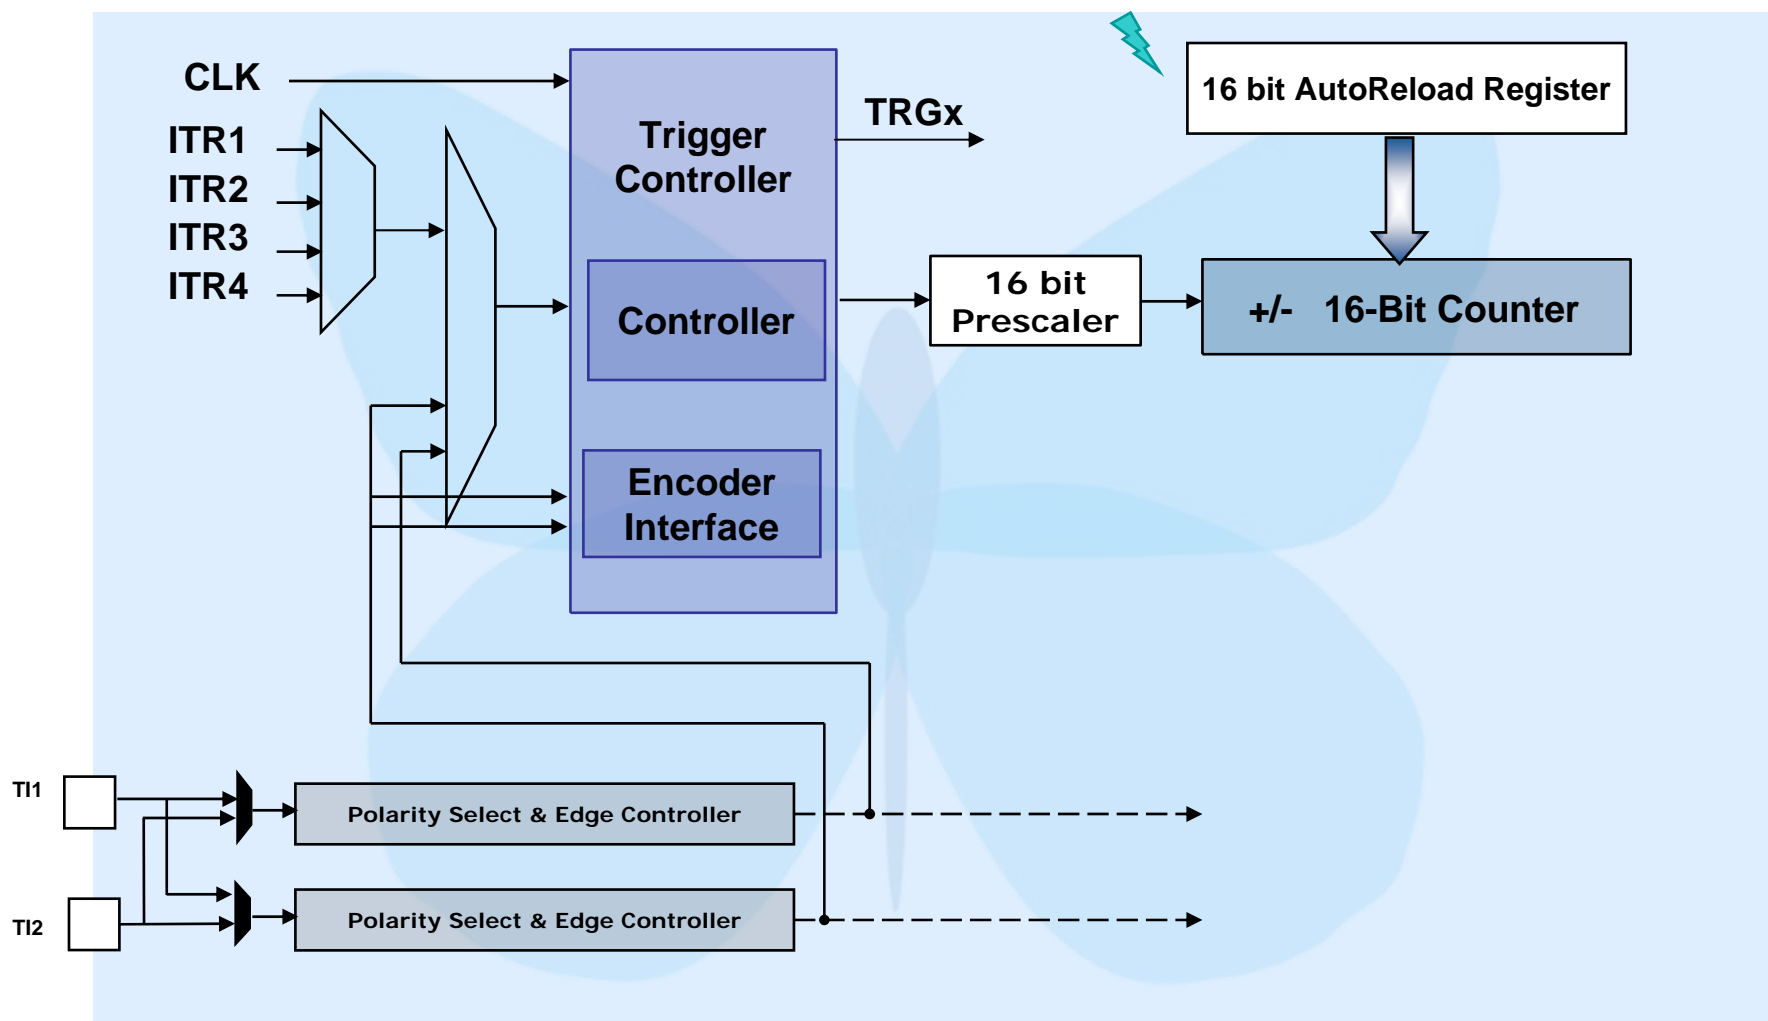 CLK
ITR1
ITR2
ITR3
ITR4
Trigger
Controller
TRGx
16 bit AutoReload Register
Controller
16 bit
Prescaler
+/- 16-Bit Counter
Encoder
Interface
TI1
Polarity Select & Edge Controller
TI2
Polarity Select & Edge Controller